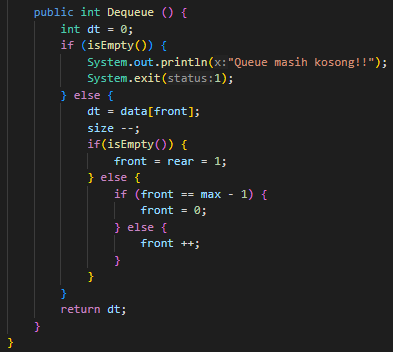 public int Dequeue () {
int dt = 0;
if (isEmpty()) {
System.out.println(x:"Queue masih kosong!!");
System.exit(status:1);
} else {
dt = data[front];
size --;
if(isEmpty()) {
front = rear = 1;
} else {
if (front == max - 1) {
front = 0;
} else {
front ++;
}
}
}
return dt;
}
}